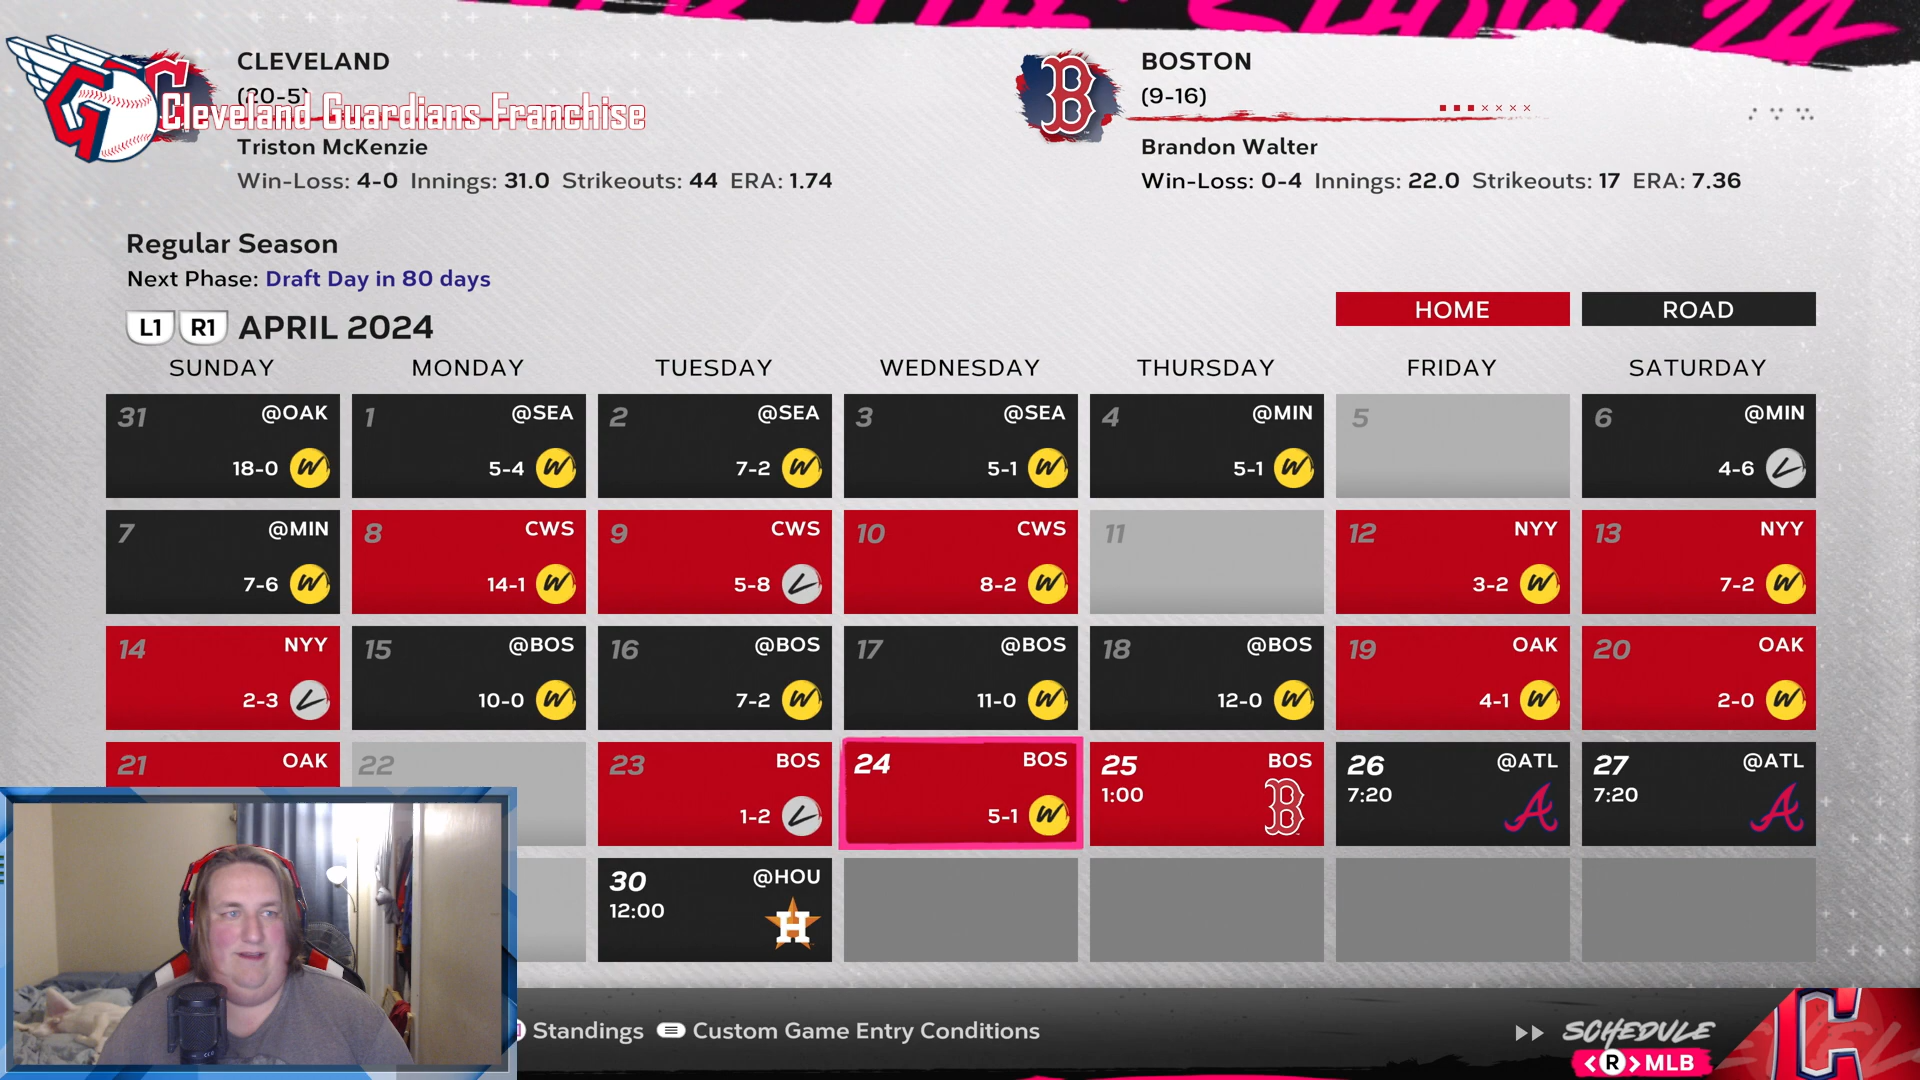 THE SHOW 24
CLEVELAND
(20-5)
Cleveland Guardians Franchise
Triston McKenzie
Win-Loss: 4-0 Innings: 31.0 Strikeouts: 44 ERA: 1.74
BOSTON
(9-16)
Brandon Walter
Win-Loss: 0-4 Innings: 22.0 Strikeouts: 17 ERA: 7.36
Regular Season
Next Phase: Draft Day in 80 days
L1 R1 APRIL 2024
HOME ROAD
SUNDAY MONDAY TUESDAY WEDNESDAY THURSDAY FRIDAY SATURDAY
31 @OAK 1 @SEA 2 @SEA 3 @SEA 4 @MIN 5 6 @MIN
18-0 W 5-4 W 7-2 W 5-1 W 5-1 W 4-6 L
7 @MIN 8 CWS 9 CWS 10 CWS 11 12 NYY 13 NYY
7-6 W 14-1 W 5-8 L 8-2 W 3-2 W 7-2 W
14 NYY 15 @BOS 16 @BOS 17 @BOS 18 @BOS 19 OAK 20 OAK
2-3 L 10-0 W 7-2 W 11-0 W 12-0 W 4-1 W 2-0 W
21 OAK 22 23 BOS 24 BOS 25 BOS 26 @ATL 27 @ATL
1-2 L 5-1 W 1:00 B 7:20 A 7:20 A
30 @HOU
12:00 H
Standings Custom Game Entry Conditions
SCHEDULE
R MLB